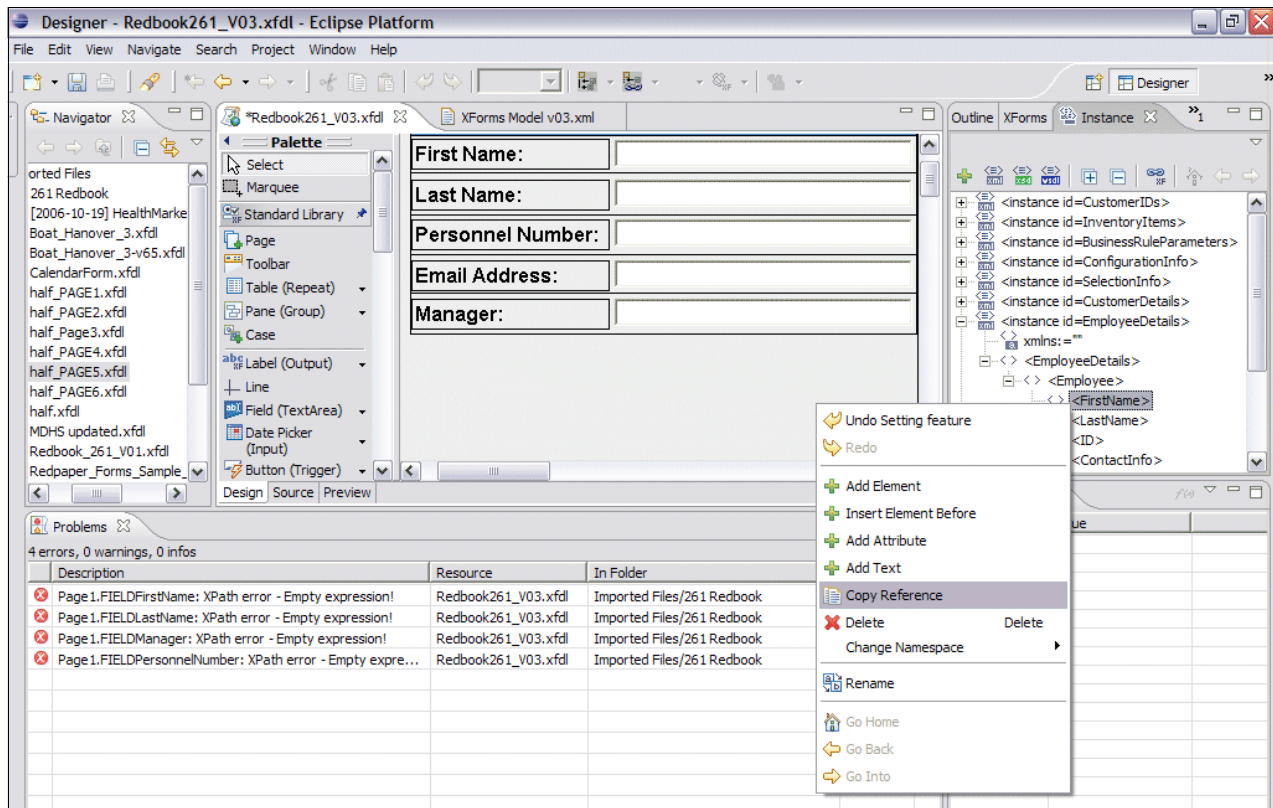 Designer - Redbook261_V03.xfdl - Eclipse Platform
File Edit View Navigate Search Project Window Help
Designer
»
Navigator
orted Files
261 Redbook
[2006-10-19] HealthMarke
Boat_Hanover_3.xfdl
Boat_Hanover_3-v65.xfdl
CalendarForm.xfdl
half_PAGE1.xfdl
half_PAGE2.xfdl
half_Page3.xfdl
half_PAGE4.xfdl
half_PAGE5.xfdl
half_PAGE6.xfdl
half.xfdl
MDHS updated.xfdl
Redbook_261_V01.xfdl
Redpaper_Forms_Sample_
*Redbook261_V03.xfdl
XForms Model v03.xml
Palette
Select
Marquee
Standard Library
Page
Toolbar
Table (Repeat)
Pane (Group)
Case
Label (Output)
Line
Field (TextArea)
Date Picker
(Input)
Button (Trigger)
Design Source Preview
First Name:
Last Name:
Personnel Number:
Email Address:
Manager:
Outline XForms Instance »1
<instance id=CustomerIDs>
<instance id=InventoryItems>
<instance id=BusinessRuleParameters>
<instance id=ConfigurationInfo>
<instance id=SelectionInfo>
<instance id=CustomerDetails>
<instance id=EmployeeDetails>
xmlns:=""
<EmployeeDetails>
<Employee>
<FirstName>
<LastName>
<ID>
<ContactInfo>
ue
Undo Setting feature
Redo
Add Element
Insert Element Before
Add Attribute
Add Text
Copy Reference
Delete Delete
Change Namespace
Rename
Go Home
Go Back
Go Into
Problems
4 errors, 0 warnings, 0 infos
Description Resource In Folder
Page1.FIELDFirstName: XPath error - Empty expression! Redbook261_V03.xfdl Imported Files/261 Redbook
Page1.FIELDLastName: XPath error - Empty expression! Redbook261_V03.xfdl Imported Files/261 Redbook
Page1.FIELDManager: XPath error - Empty expression! Redbook261_V03.xfdl Imported Files/261 Redbook
Page1.FIELDPersonnelNumber: XPath error - Empty expre... Redbook261_V03.xfdl Imported Files/261 Redbook